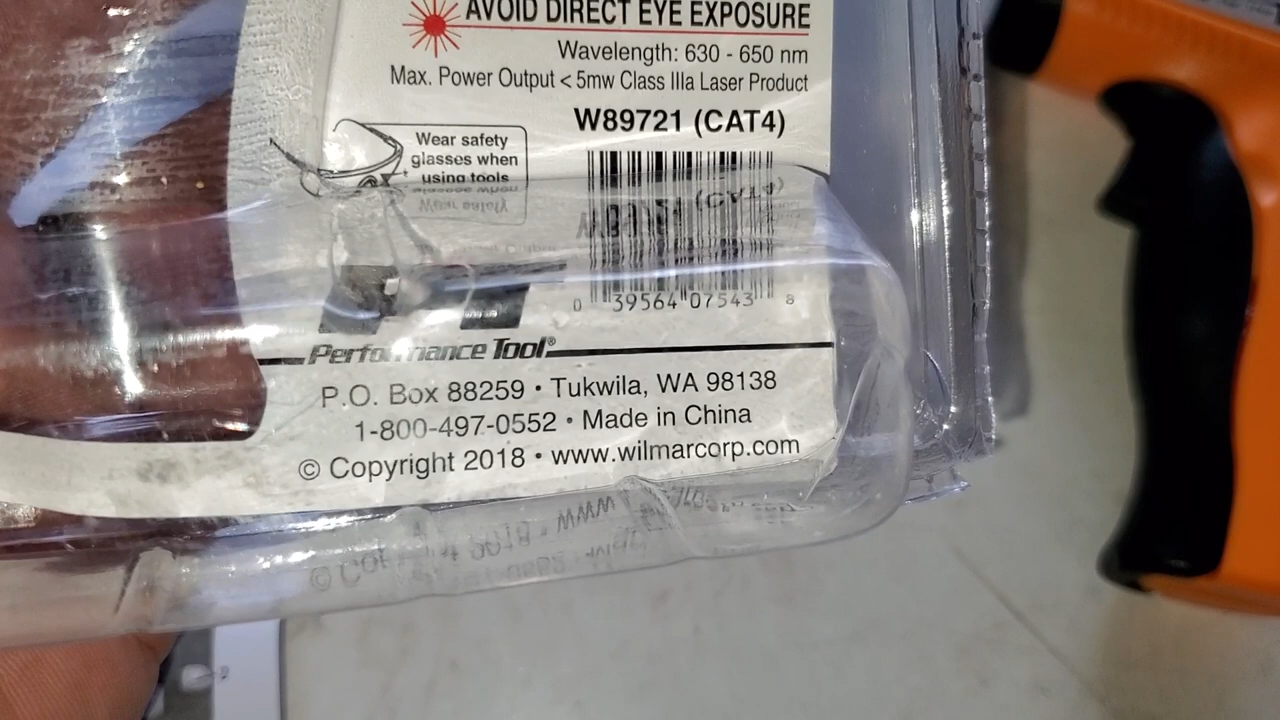 AVOID DIRECT EYE EXPOSURE
Wavelength: 630 - 650 nm
Max. Power Output < 5mw Class IIIa Laser Product
W89721 (CAT4)
Wear safety
glasses when
using tools
0 39564 07543 8
Performance Tool®
P.O. Box 88259 • Tukwila, WA 98138
1-800-497-0552 • Made in China
© Copyright 2018 • www.wilmarcorp.com